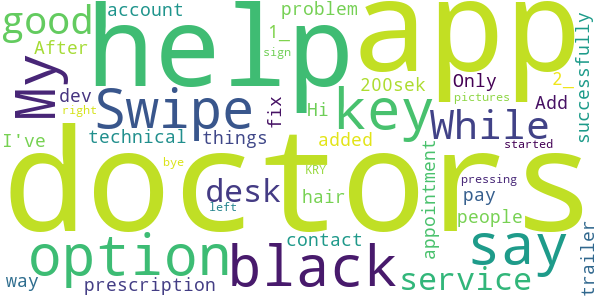 account problem
good help app
After 1_ sign
My 200sek 2_ successfully
dev Swipe fix Hi key Only Add
right While
I've technical things added started
bye pictures
doctors
KRY pressing
desk hair appointment pay
left people
option contact say
black service trailer
way prescription